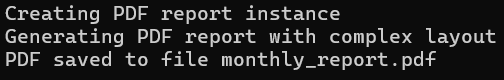 Creating PDF report instance
Generating PDF report with complex layout
PDF saved to file monthly_report.pdf